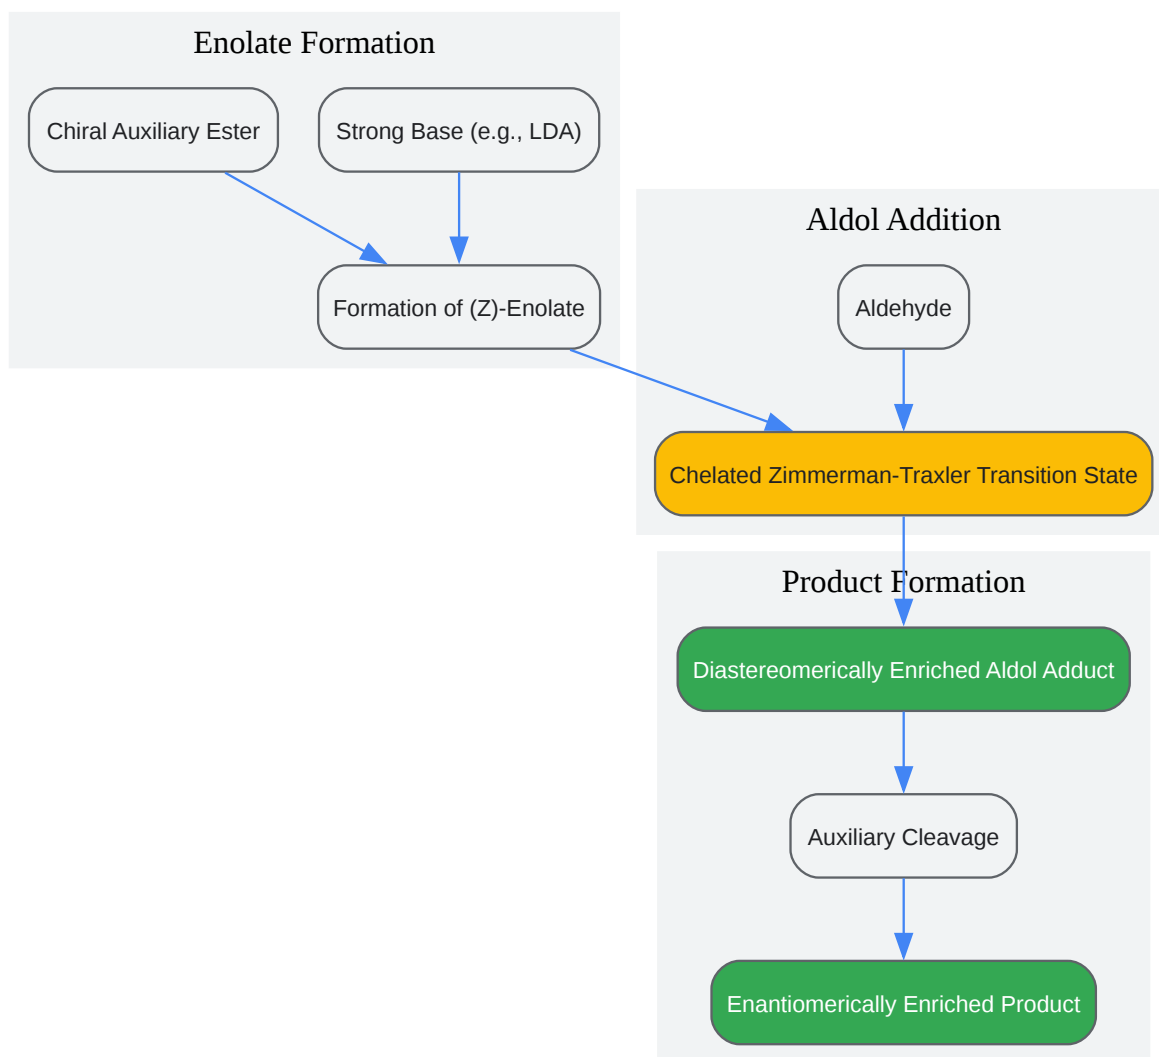 Enolate Formation
Chiral Auxiliary Ester
Strong Base (e.g., LDA)
Formation of (Z)-Enolate
Aldol Addition
Aldehyde
Chelated Zimmerman-Traxler Transition State
Product Formation
Diastereomerically Enriched Aldol Adduct
Auxiliary Cleavage
Enantiomerically Enriched Product